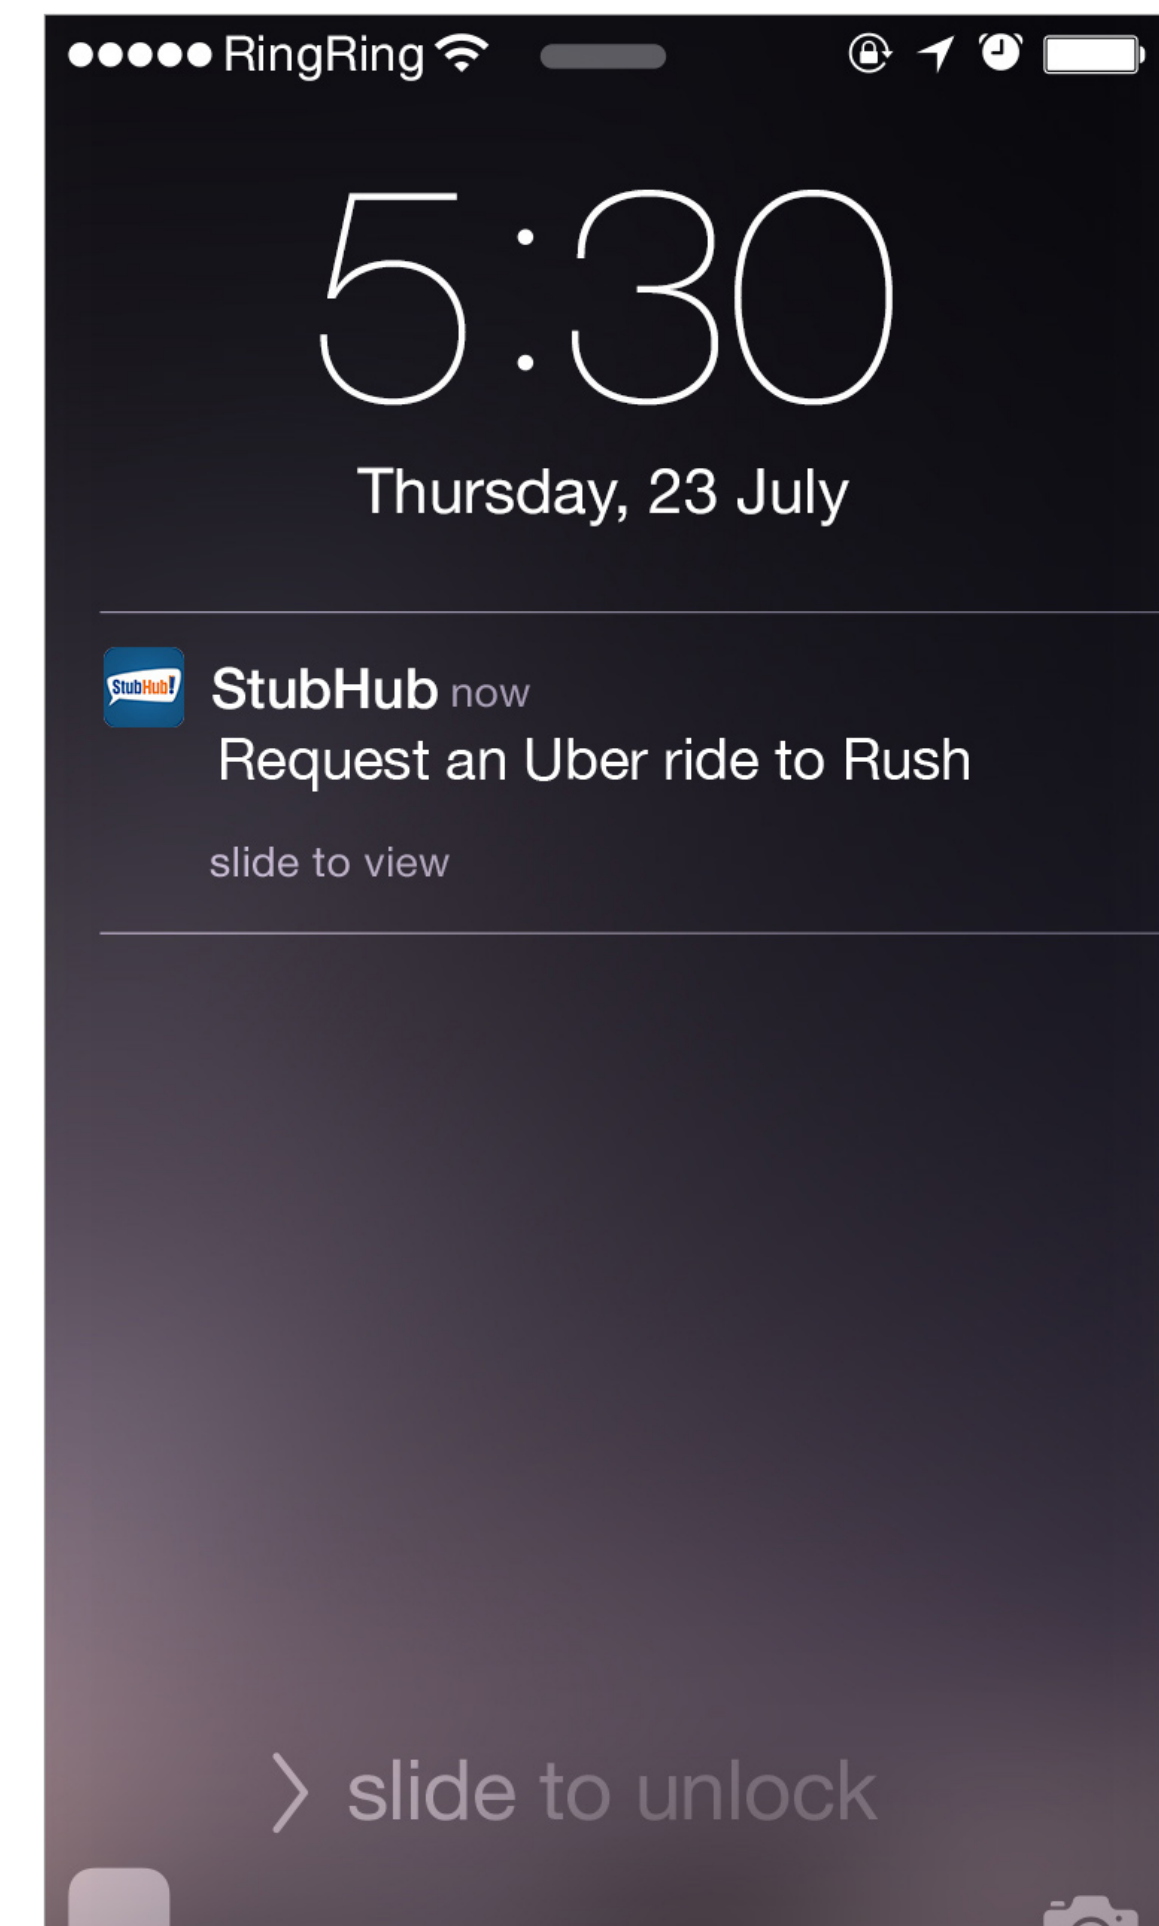 RingRing
5:30
Thursday, 23 July
StubHub!
StubHub now
Request an Uber ride to Rush
slide to view
slide to unlock